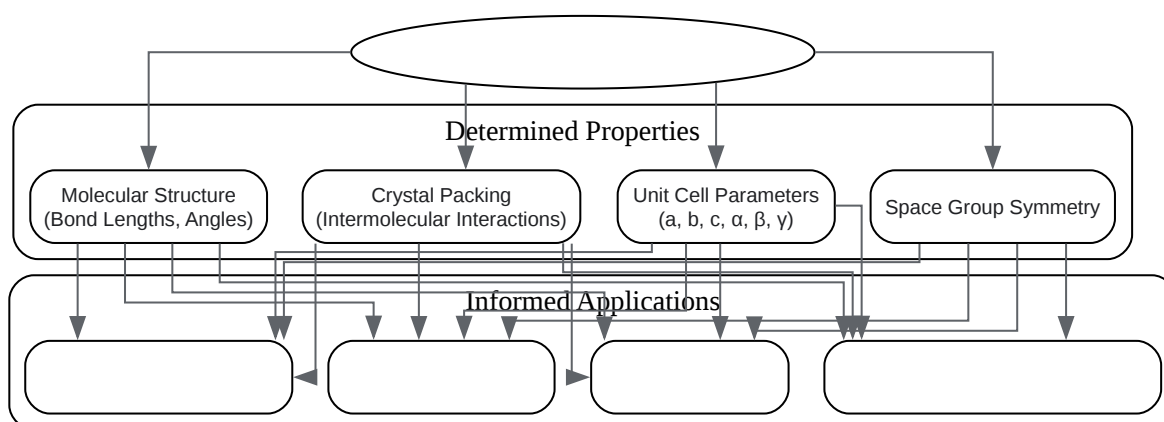 Determined Properties
Molecular Structure
(Bond Lengths, Angles)
Crystal Packing
(Intermolecular Interactions)
Unit Cell Parameters
(a, b, c, α, β, γ)
Space Group Symmetry
Informed Applications